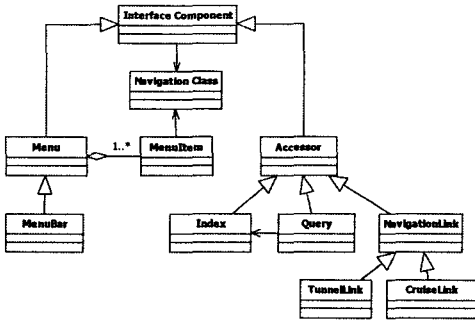 Interface Component
Navigation Class
Menu
1..*
MenuItem
Accessor
MenuBar
Index
Query
NavigationLink
TunnelLink
CruiseLink